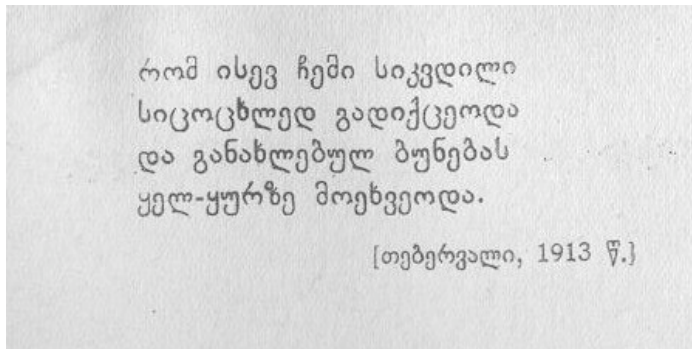 რომ ისევ ჩემი სიკვდილი
სიცოცხლედ გადიქცეოდა
და განახლებულ ბუნებას
ყელ-ყურზე მოეხვეოდა.
[თებერვალი, 1913 წ.]